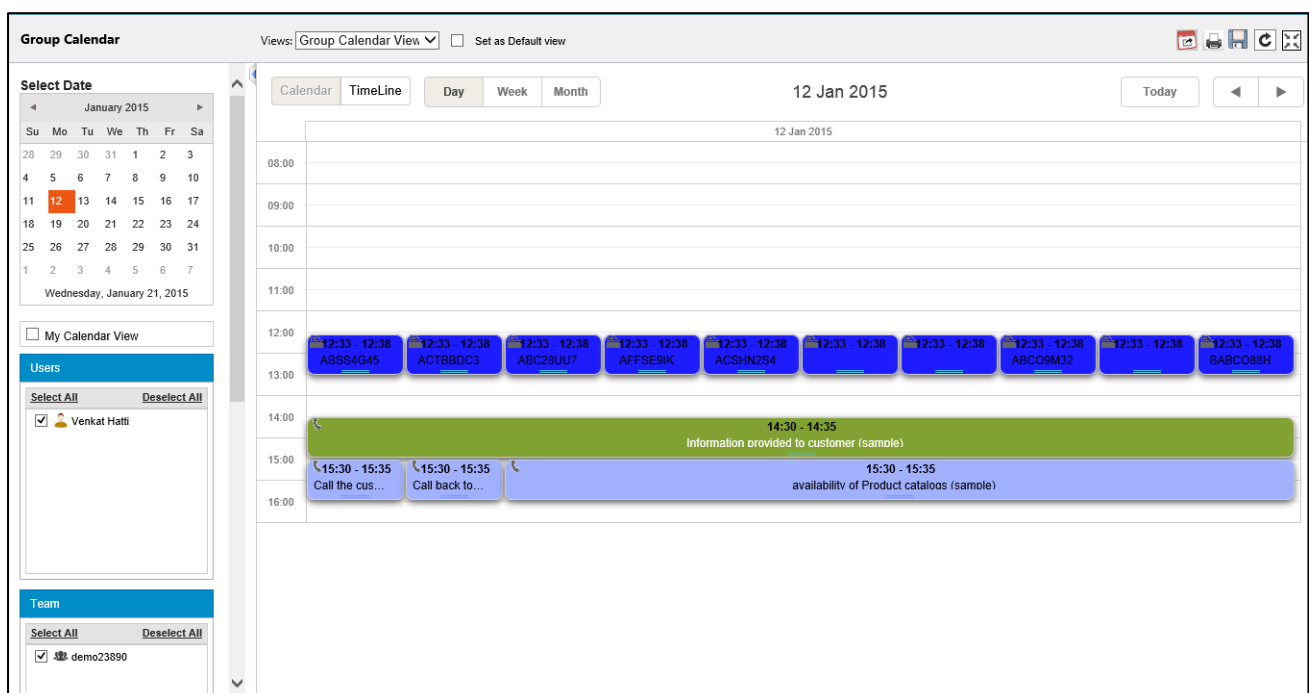 Group Calendar
Views: Group Calendar View
Set as Default view
Select Date
January 2015
Su Mo Tu We Th Fr Sa
28 29 30 31 1 2 3
4 5 6 7 8 9 10
11 12 13 14 15 16 17
18 19 20 21 22 23 24
25 26 27 28 29 30 31
1 2 3 4 5 6 7
Wednesday, January 21, 2015
My Calendar View
Users
Select All Deselect All
Venkat Hatti
Team
Select All Deselect All
demo23890
Calendar TimeLine Day Week Month 12 Jan 2015 Today
12 Jan 2015
08:00
09:00
10:00
11:00
12:00
12:33 - 12:38 12:33 - 12:38 12:33 - 12:38 12:33 - 12:38 12:33 - 12:38 12:33 - 12:38 12:33 - 12:38 12:33 - 12:38 12:33 - 12:38 12:33 - 12:38
ABSS4G45 ACTBBDC3 ABC28UU7 AFFSE9IK ACSHN2S4 ABCO9M32 BABCO88H
13:00
14:00
14:30 - 14:35
Information provided to customer (sample)
15:00
15:30 - 15:35 15:30 - 15:35 15:30 - 15:35
Call the cus... Call back to... availability of Product catalogs (sample)
16:00